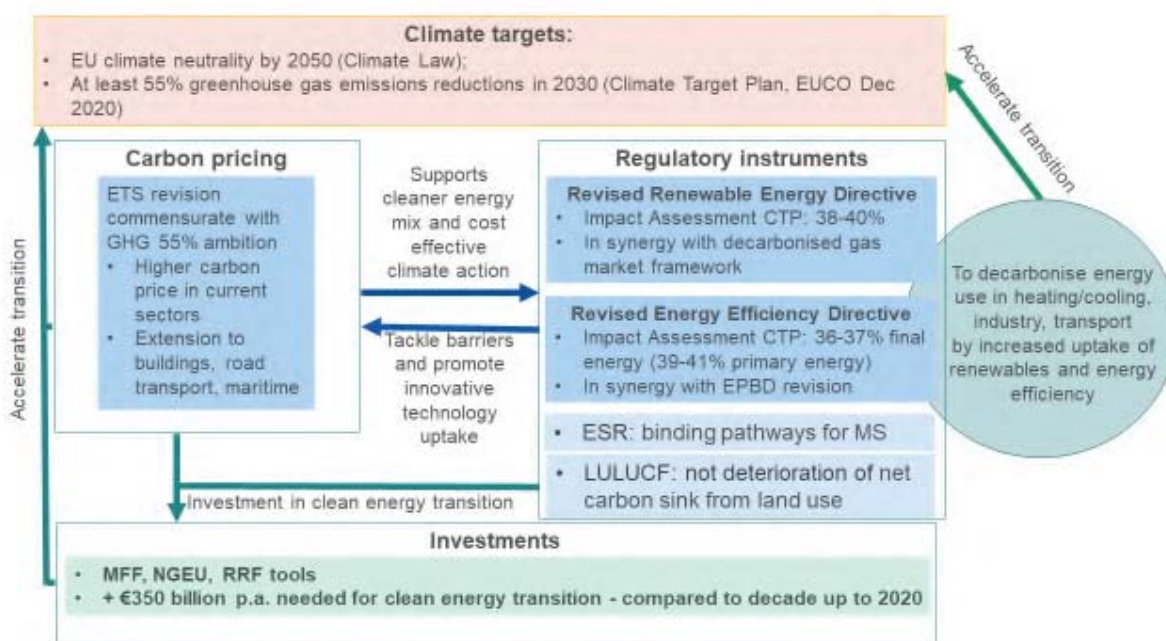 Climate targets:
• EU climate neutrality by 2050 (Climate Law);
• At least 55% greenhouse gas emissions reductions in 2030 (Climate Target Plan, EUCO Dec
2020)
Accelerate transition
Carbon pricing
ETS revision
commensurate with
GHG 55% ambition
• Higher carbon
price in current
sectors
• Extension to
buildings, road
transport, maritime
Accelerate transition
Supports
cleaner energy
mix and cost
effective
climate action
Tackle barriers
and promote
innovative
technology
uptake
Regulatory instruments
Revised Renewable Energy Directive
• Impact Assessment CTP: 38-40%
• In synergy with decarbonised gas
market framework
Revised Energy Efficiency Directive
• Impact Assessment CTP: 36-37% final
energy (39-41% primary energy)
• In synergy with EPBD revision
• ESR: binding pathways for MS
• LULUCF: not deterioration of net
carbon sink from land use
To decarbonise energy
use in heating/cooling,
industry, transport
by increased uptake of
renewables and energy
efficiency
Investment in clean energy transition
Investments
• MFF, NGEU, RRF tools
• + €350 billion p.a. needed for clean energy transition - compared to decade up to 2020